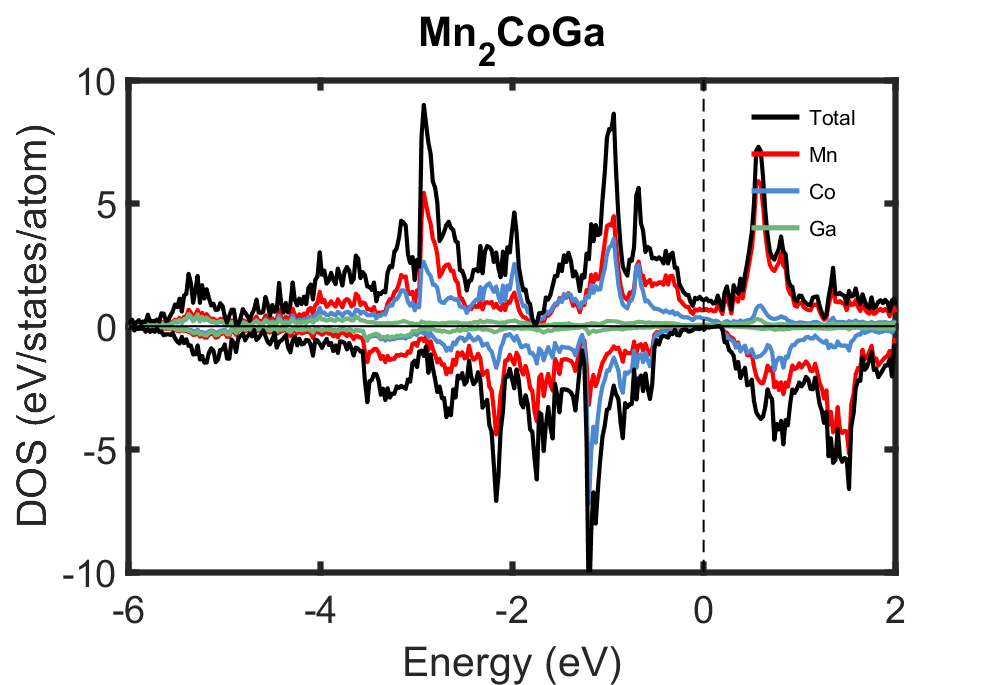 Mn₂CoGa
DOS (eV/states/atom)
10
5
0
-5
-10
Total
Mn
Co
Ga
-6 -4 -2 0 2
Energy (eV)